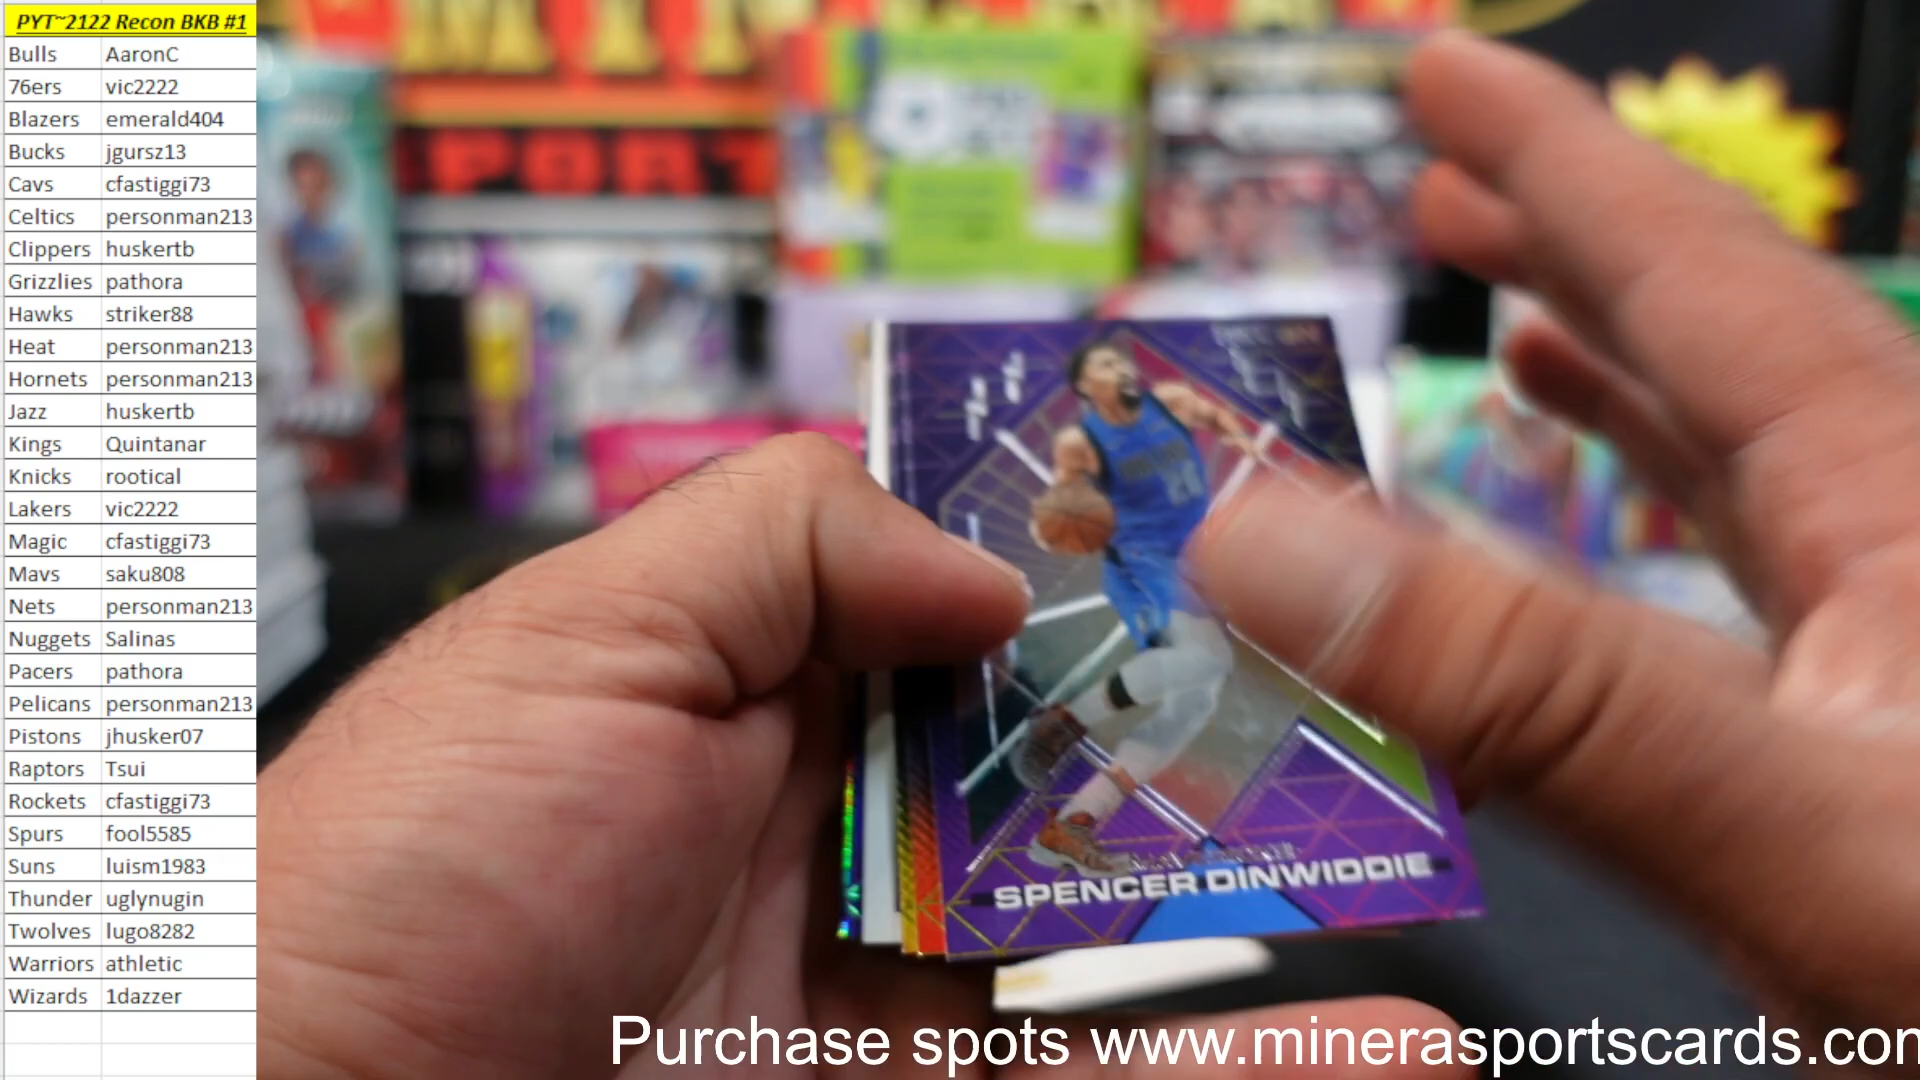 PYT~2122 Recon BKB #1
Bulls AaronC
76ers vic2222
Blazers emerald404
Bucks jgursz13
Cavs cfastiggi73
Celtics personman213
Clippers huskertb
Grizzlies pathora
Hawks striker88
Heat personman213
Hornets personman213
Jazz huskertb
Kings Quintanar
Knicks rootical
Lakers vic2222
Magic cfastiggi73
Mavs saku808
Nets personman213
Nuggets Salinas
Pacers pathora
Pelicans personman213
Pistons jhusker07
Raptors Tsui
Rockets cfastiggi73
Spurs fool5585
Suns luism1983
Thunder uglynugin
Twolves lugo8282
Warriors athletic
Wizards 1dazzer
SPENCER DINWIDDIE
Purchase spots www.minerasportscards.con